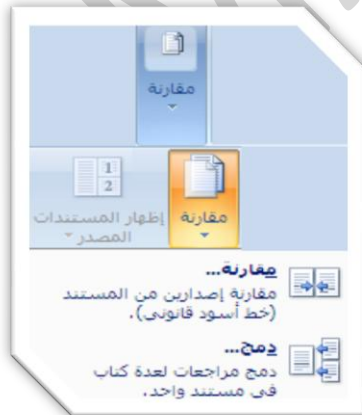 مقارنة
مقارنة
إظهار المستندات
المصدر
1
2
مقارنة...
مقارنة إصدارين من المستند
(خط أسود قانوني).
دمج...
دمج مراجعات لعدة كتاب
في مستند واحد.